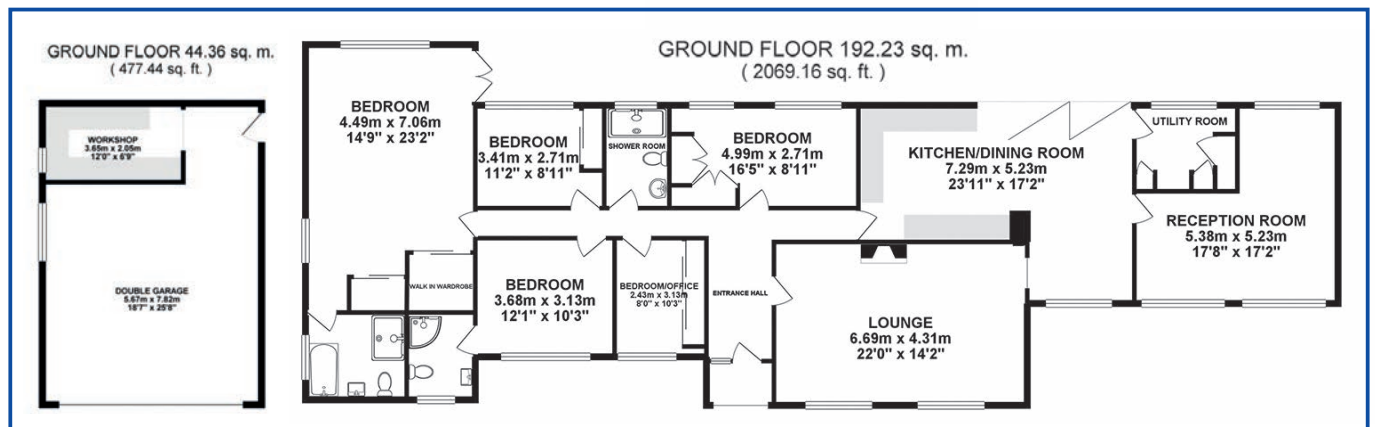 GROUND FLOOR 44.36 sq. m.
( 477.44 sq. ft. )
WORKSHOP
3.65m x 2.05m
12'0" x 6'9"
DOUBLE GARAGE
5.67m x 7.82m
18'7" x 25'8"
GROUND FLOOR 192.23 sq. m.
( 2069.16 sq. ft. )
BEDROOM
4.49m x 7.06m
14'9" x 23'2"
BEDROOM
3.41m x 2.71m
11'2" x 8'11"
SHOWER ROOM
BEDROOM
4.99m x 2.71m
16'5" x 8'11"
KITCHEN/DINING ROOM
7.29m x 5.23m
23'11" x 17'2"
UTILITY ROOM
RECEPTION ROOM
5.38m x 5.23m
17'8" x 17'2"
WALK IN WARDROBE
BEDROOM
3.68m x 3.13m
12'1" x 10'3"
BEDROOM/OFFICE
2.43m x 3.13m
8'0" x 10'3"
ENTRANCE HALL
LOUNGE
6.69m x 4.31m
22'0" x 14'2"